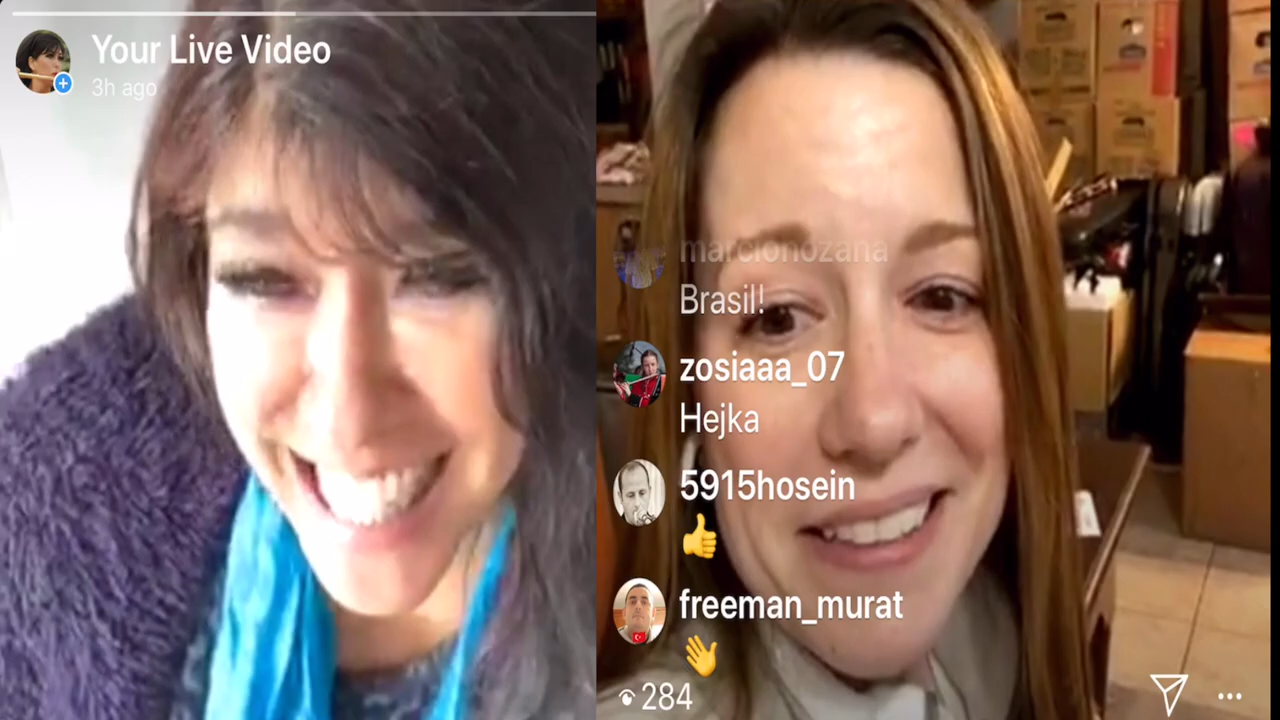 Your Live Video
3h ago
marcionozana
Brasil!
zosiaaa_07
Hejka
5915hosein
👍
freeman_murat
👋
284